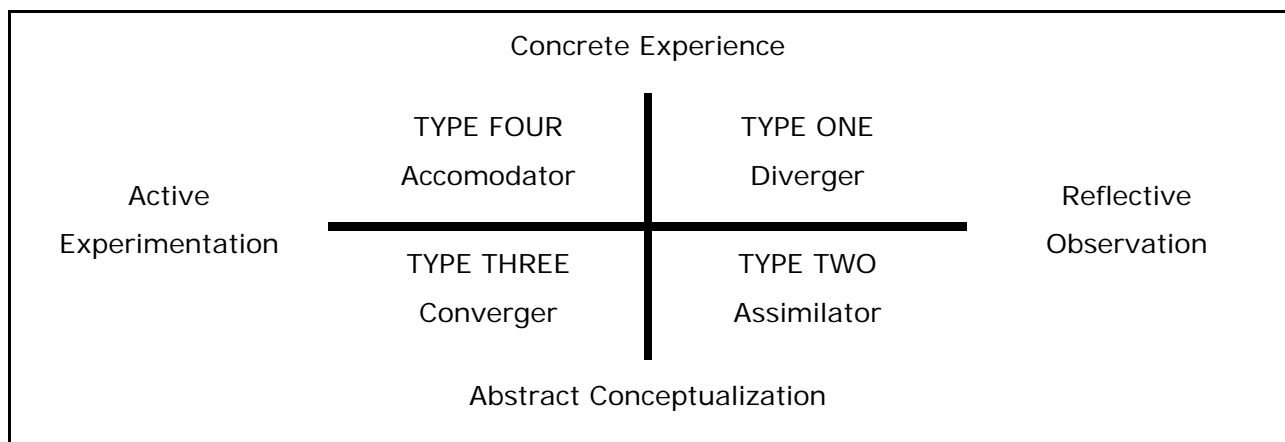 Concrete Experience
TYPE FOUR
Accomodator
TYPE ONE
Diverger
Active
Experimentation
Reflective
Observation
TYPE THREE
Converger
TYPE TWO
Assimilator
Abstract Conceptualization